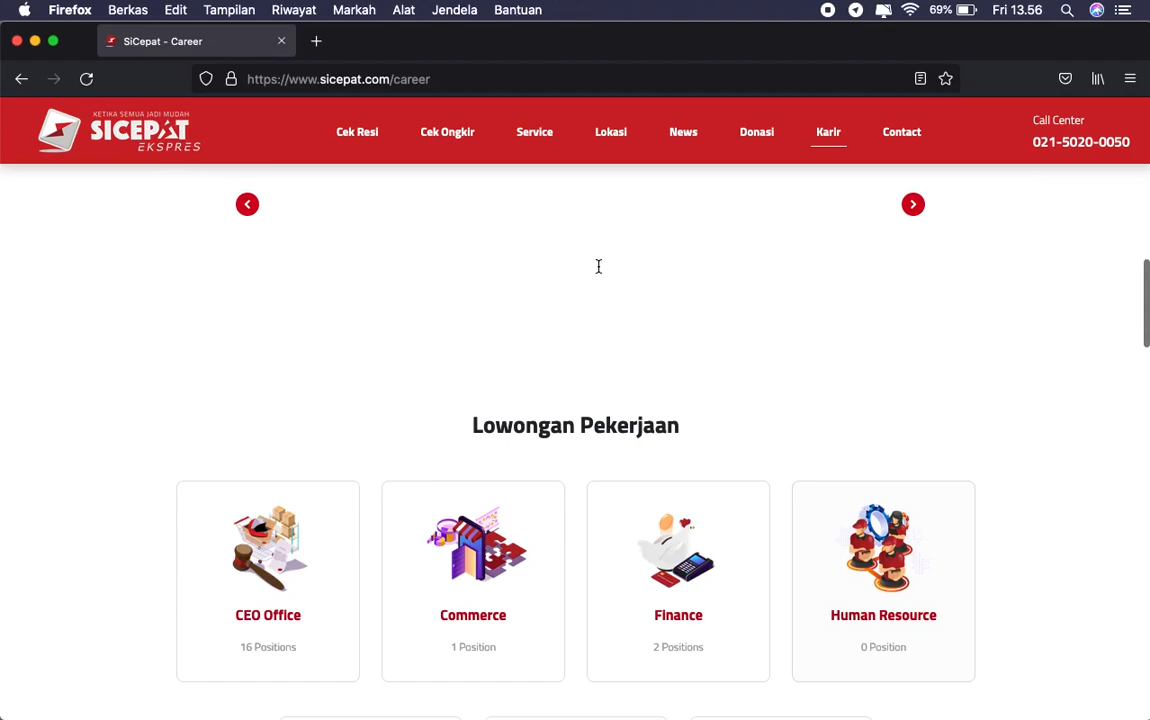 Firefox Berkas Edit Tampilan Riwayat Markah Alat Jendela Bantuan 69% Fri 13.56
SiCepat - Career
https://www.sicepat.com/career
KETIKA SEMUA JADI MUDAH
SICEPAT
EKSPRES
Cek Resi Cek Ongkir Service Lokasi News Donasi Karir Contact
Call Center
021-5020-0050
Lowongan Pekerjaan
CEO Office Commerce Finance Human Resource
16 Positions 1 Position 2 Positions 0 Position